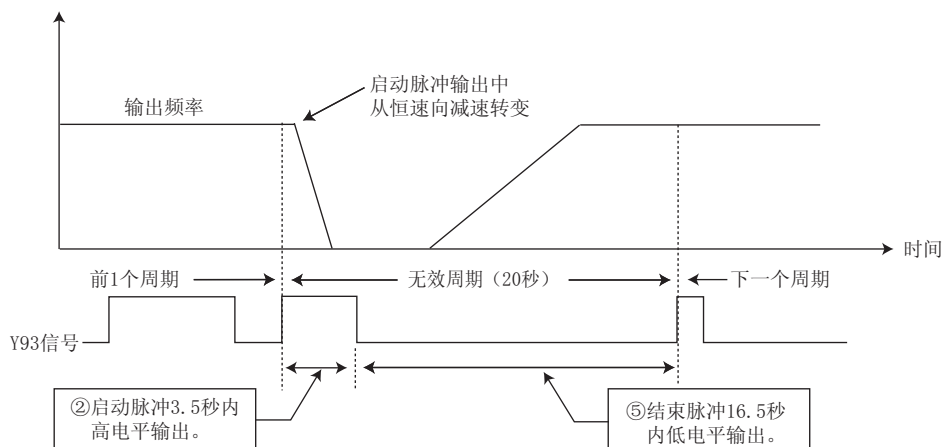 启动脉冲输出中
从恒速向减速转变
输出频率
时间
前1个周期
无效周期（20秒）
下一个周期
Y93信号
②启动脉冲3.5秒内
高电平输出。
⑤结束脉冲16.5秒
内低电平输出。